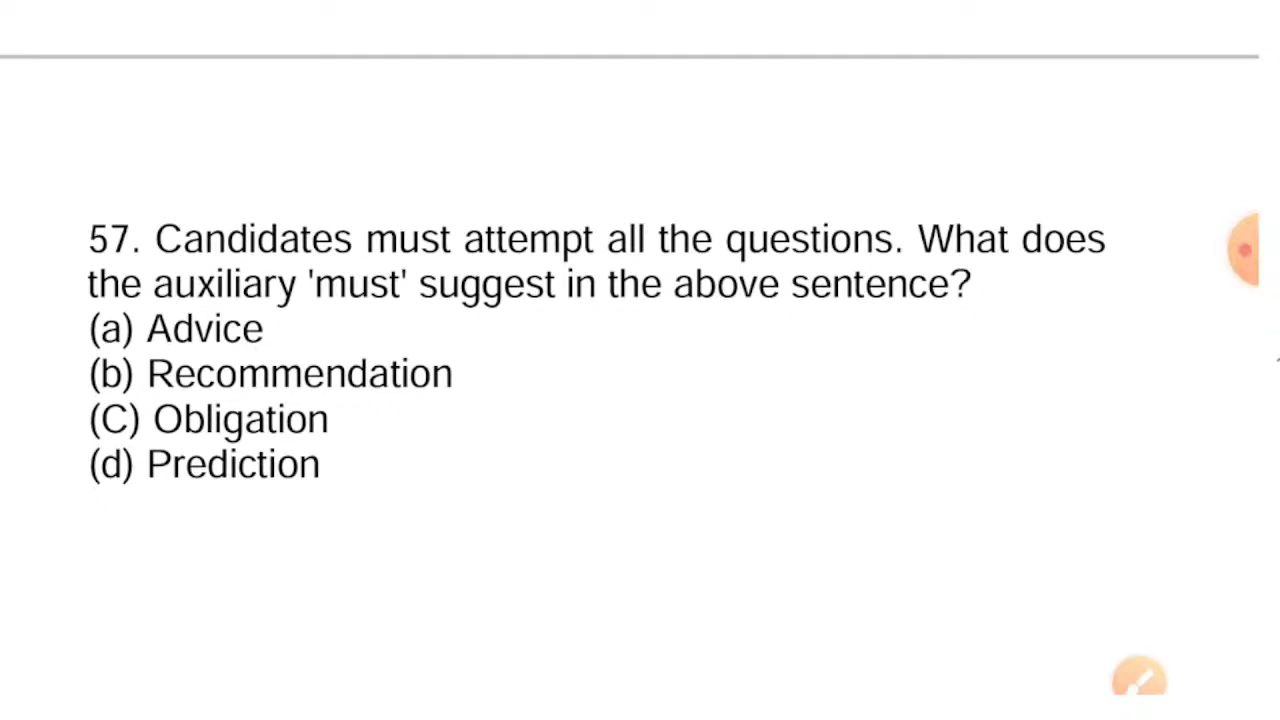 57. Candidates must attempt all the questions. What does
the auxiliary 'must' suggest in the above sentence?
(a) Advice
(b) Recommendation
(C) Obligation
(d) Prediction